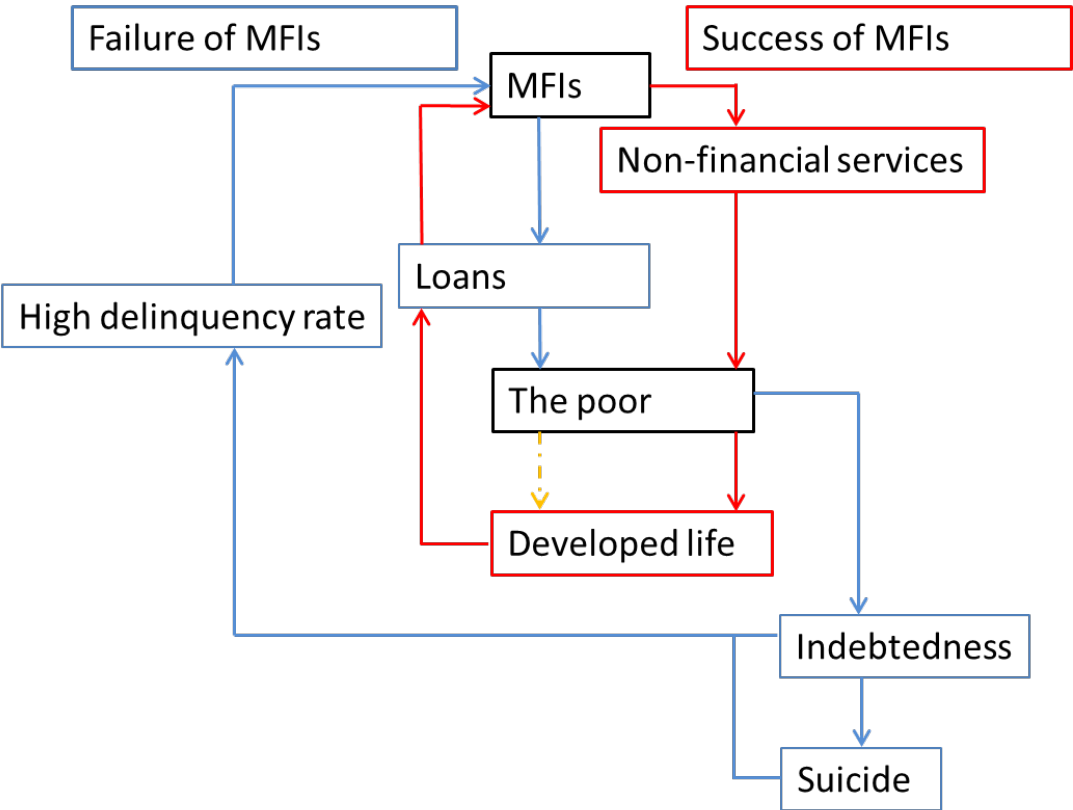 Failure of MFIs
Success of MFIs
MFIs
Non-financial services
Loans
High delinquency rate
The poor
Developed life
Indebtedness
Suicide